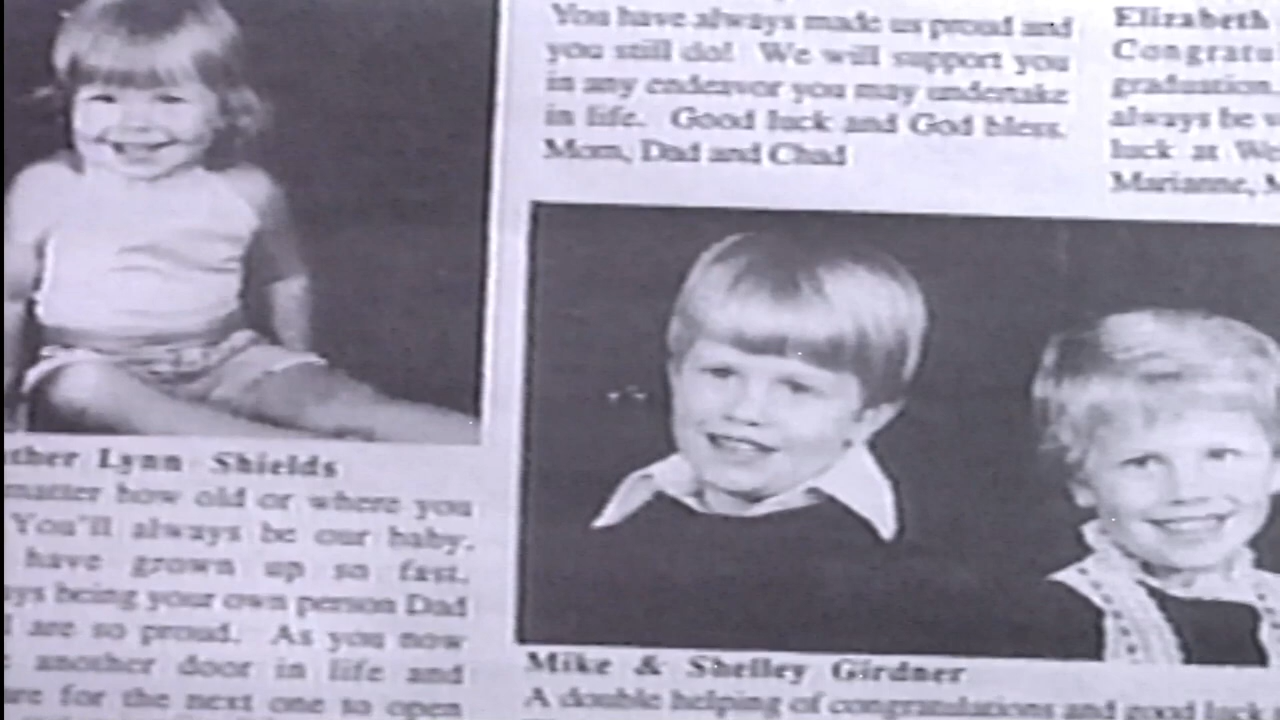 You have always made us proud and
you still do! We will support you
in any endeavor you may undertake
in life. Good luck and God bless.
Mom, Dad and Chad
Elizabeth
Congratu
graduation.
always be
luck at We
Marianne,
ther Lynn Shields
matter how old or where you
You'll always be our baby.
have grown up so fast.
ys being your own person Dad
I are so proud. As you now
another door in life and
are for the next one to open
Mike & Shelley Girdner
A double helping of congratulations and good luck